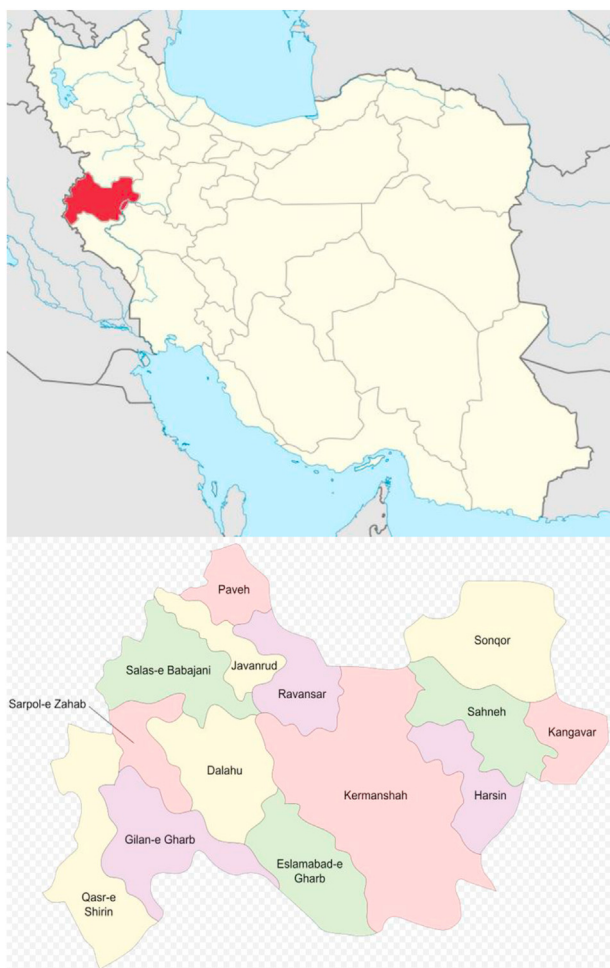 Paveh
Sonqor
Javanrud
Salas-e Babajani
Ravansar
Sarpol-e Zahab
Sahneh
Kangavar
Dalahu
Kermanshah
Harsin
Gilan-e Gharb
Eslamabad-e
Gharb
Qasr-e
Shirin